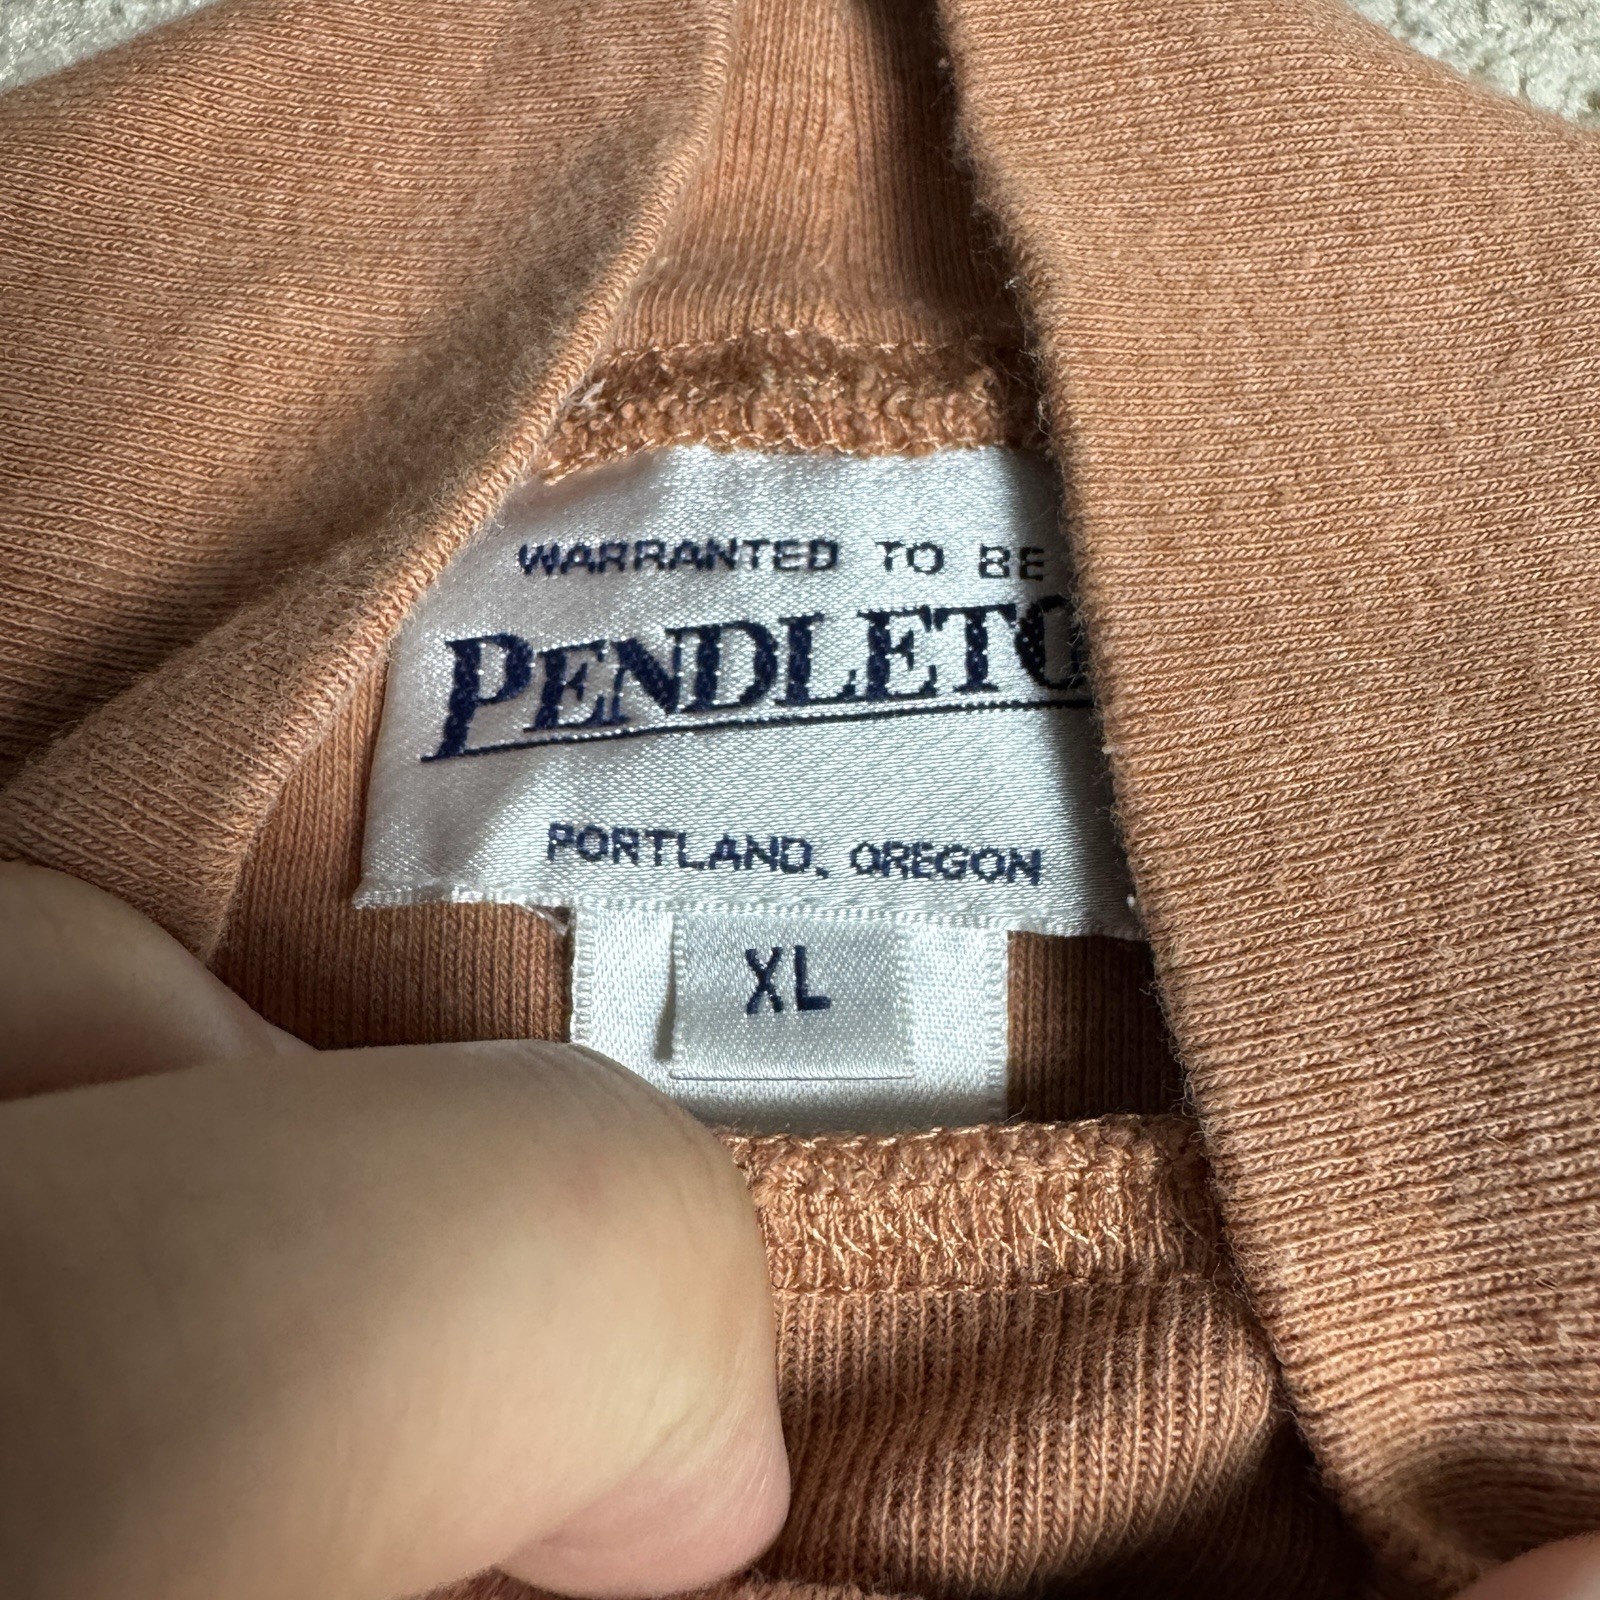 WARRANTED TO BE
PENDLETO
PORTLAND, OREGON
XL